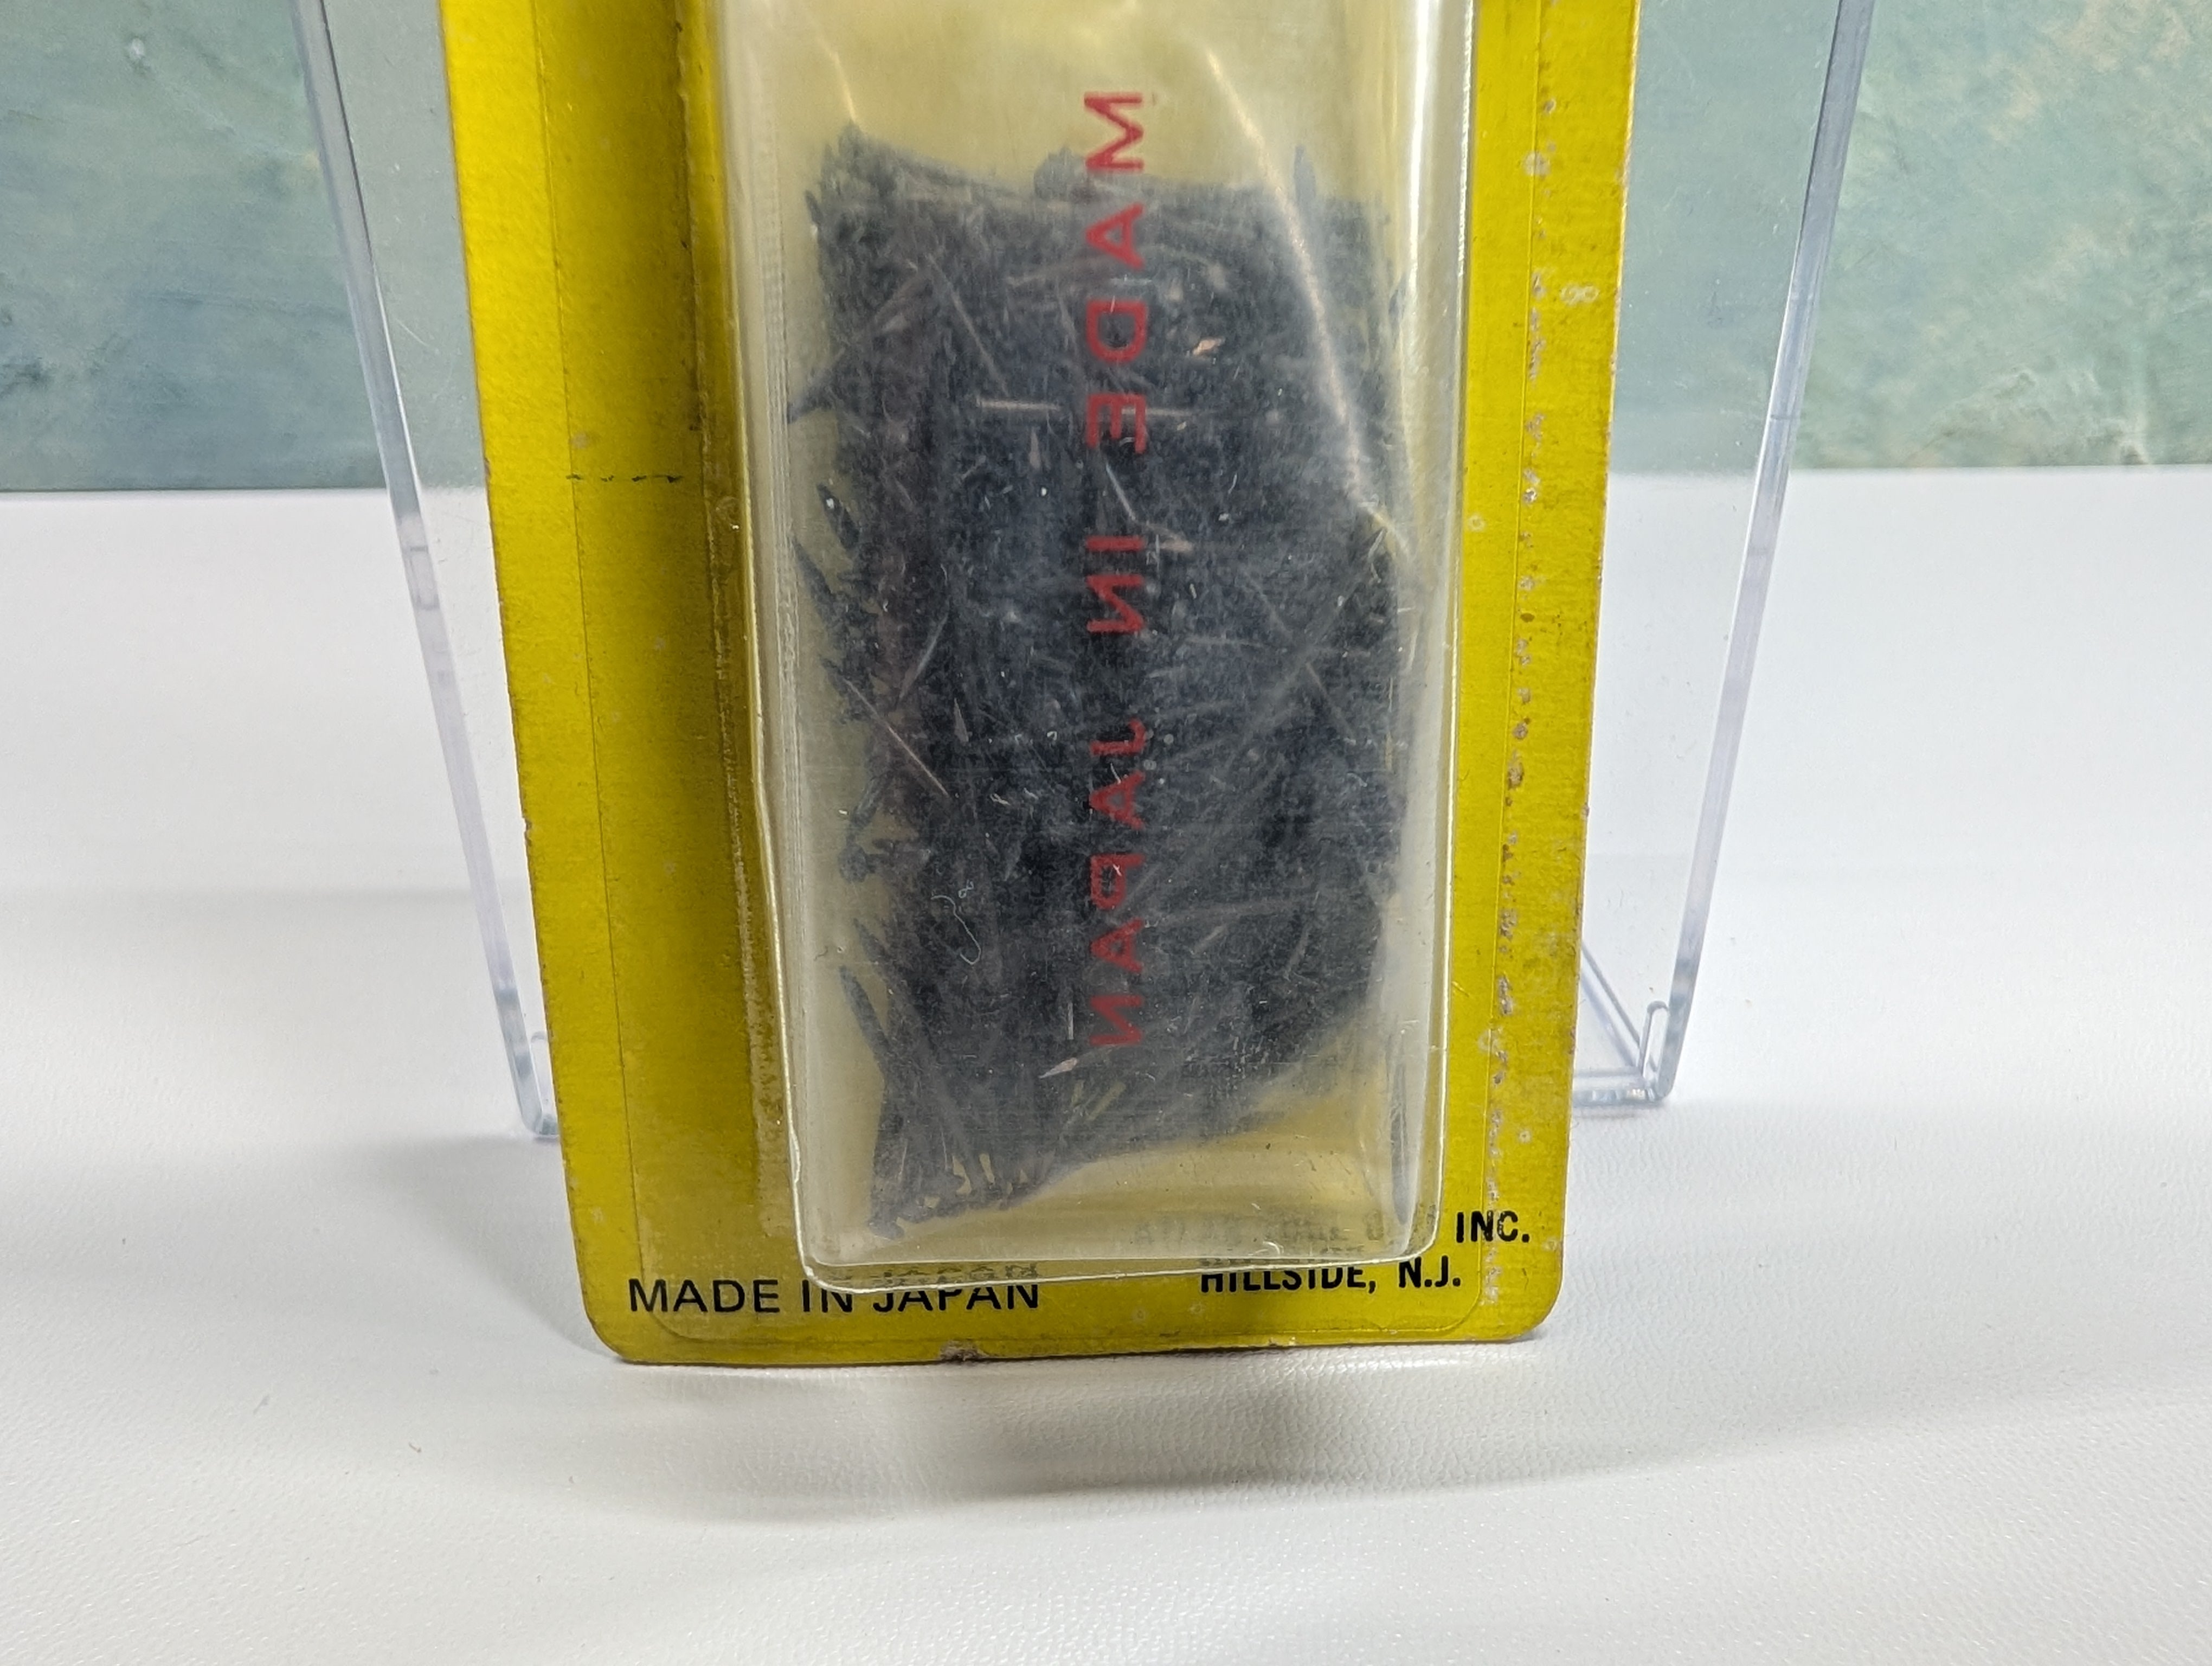 MADE IN JAPAN
INC.
HILLSIDE, N.J.
MADE IN JAPAN